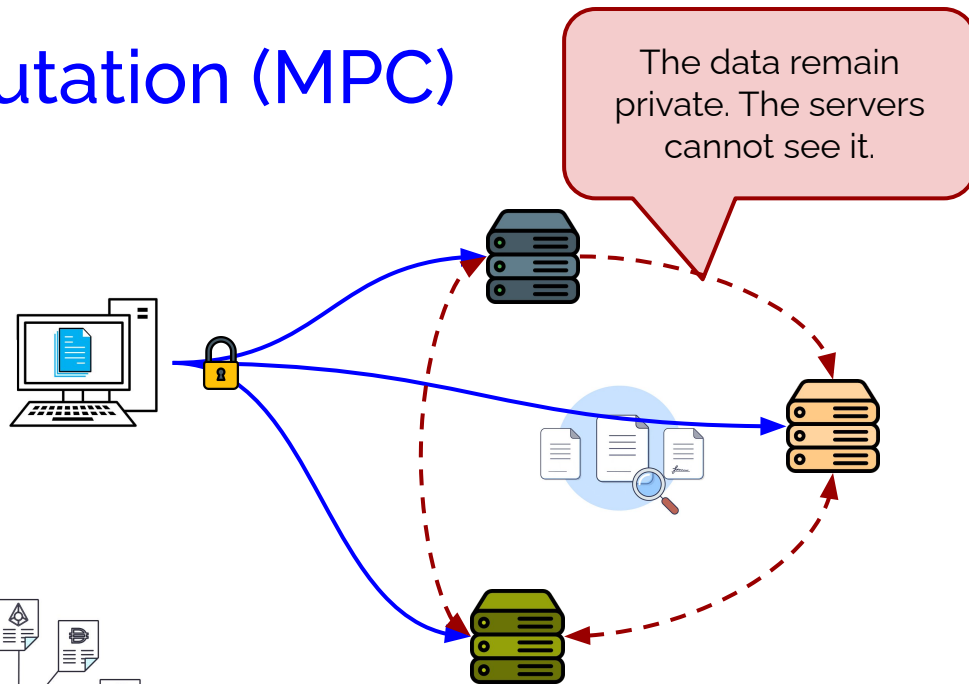 utation (MPC)
The data remain
private. The servers
cannot see it.